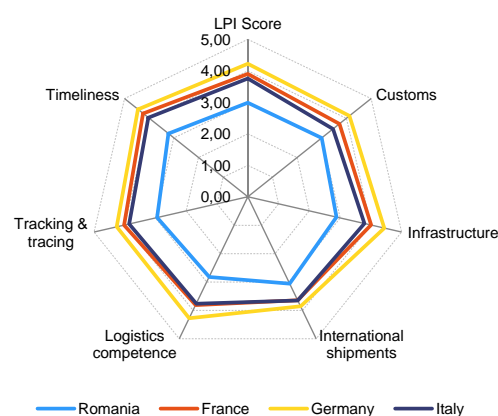 LPI Score
5,00
4,00
3,00
2,00
1,00
0,00
Timeliness
Customs
Tracking &
tracing
Infrastructure
Logistics
competence
International
shipments
Romania France Germany Italy